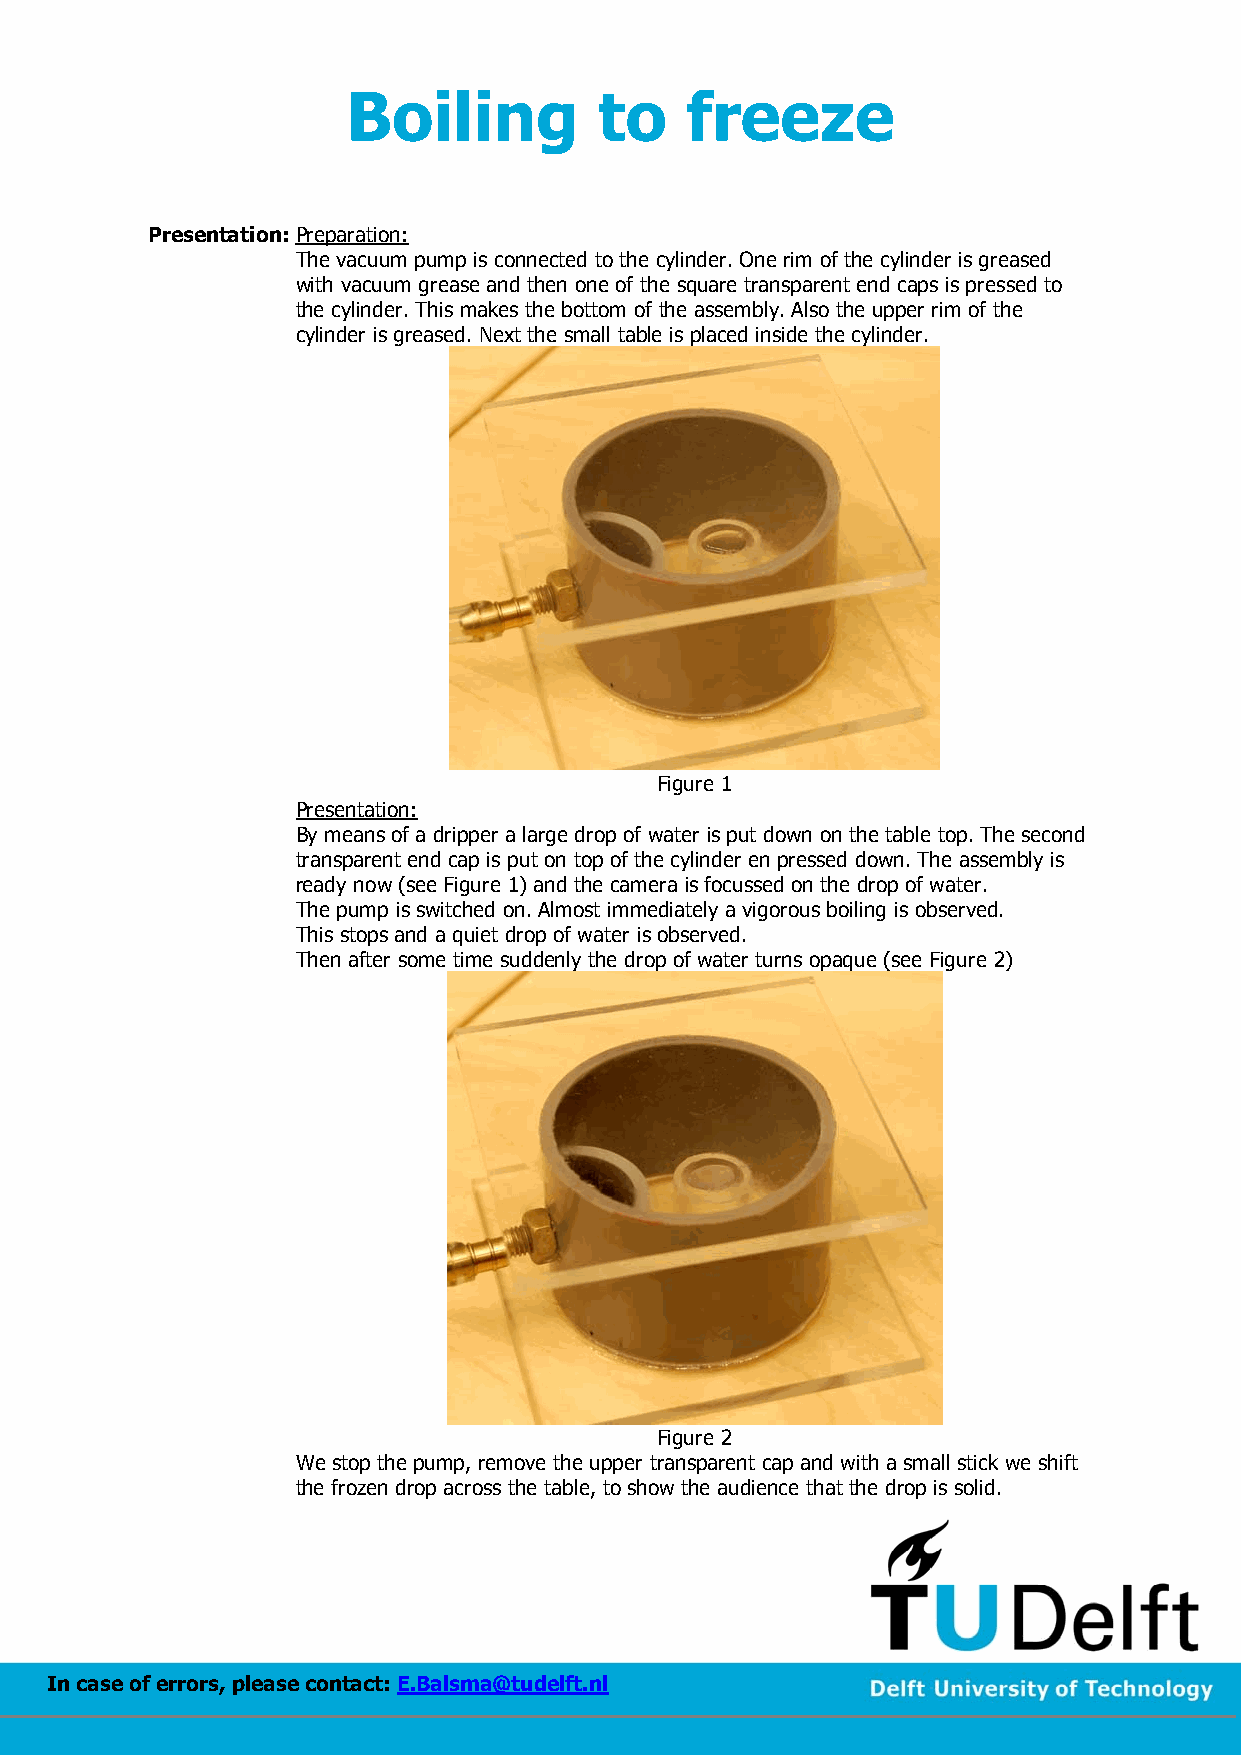 Boiling to freeze
Presentation: Preparation:
The vacuum pump is connected to the cylinder. One rim of the cylinder is greased
with vacuum grease and then one of the square transparent end caps is pressed to
the cylinder. This makes the bottom of the assembly. Also the upper rim of the
cylinder is greased. Next the small table is placed inside the cylinder.
Figure 1
Presentation:
By means of a dripper a large drop of water is put down on the table top. The second
transparent end cap is put on top of the cylinder en pressed down. The assembly is
ready now (see Figure 1) and the camera is focussed on the drop of water.
The pump is switched on. Almost immediately a vigorous boiling is observed.
This stops and a quiet drop of water is observed.
Then after some time suddenly the drop of water turns opaque (see Figure 2)
Figure 2
We stop the pump, remove the upper transparent cap and with a small stick we shift
the frozen drop across the table, to show the audience that the drop is solid.
TUDelft
In case of errors, please contact: E.Balsma@tudelft.nl
Delft University of Technology